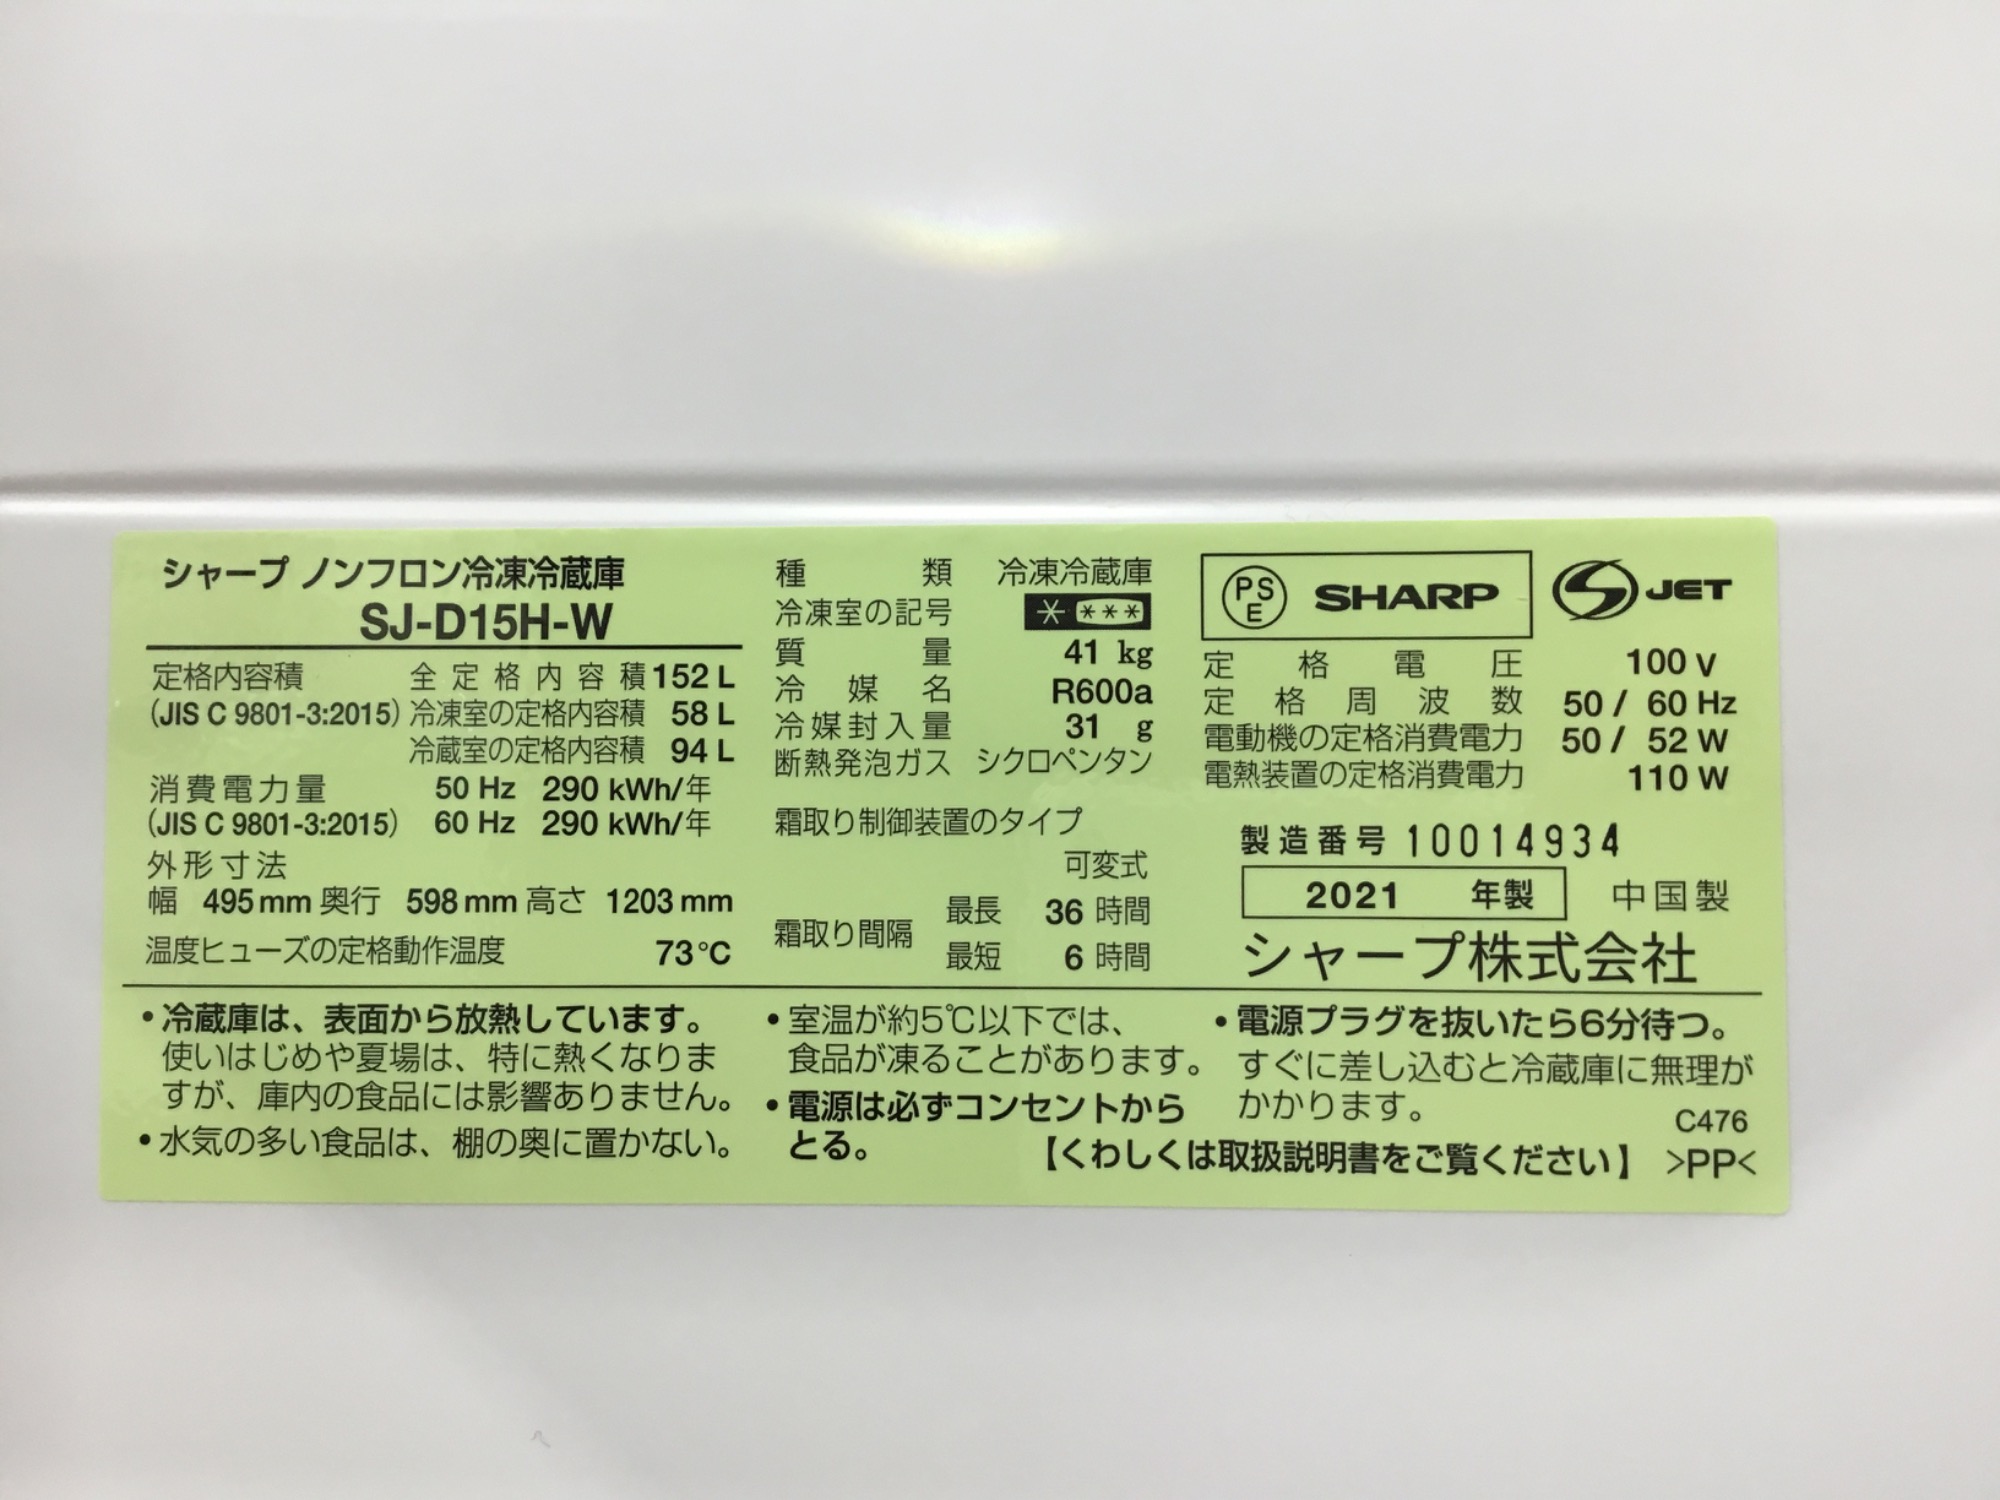 シャープ ノンフロン冷凍冷蔵庫
SJ-D15H-W
定格内容積 全定格内容積 152 L
(JIS C 9801-3:2015) 冷凍室の定格内容積 58 L
冷蔵室の定格内容積 94 L
消費電力量 50 Hz 290 kWh/年
(JIS C 9801-3:2015) 60 Hz 290 kWh/年
外形寸法
幅 495 mm 奥行 598 mm 高さ 1203 mm
温度ヒューズの定格動作温度 73℃
種類 冷凍冷蔵庫
冷凍室の記号 * ***
質量 41 kg
冷媒名 R600a
冷媒封入量 31 g
断熱発泡ガス シクロペンタン
霜取り制御装置のタイプ
可変式
霜取り間隔
最長 36 時間
最短 6 時間
PSE SHARP JET
定格電圧 100 V
定格周波数 50 / 60 Hz
電動機の定格消費電力 50 / 52 W
電熱装置の定格消費電力 110 W
製造番号 10014934
2021 年製 中国製
シャープ株式会社
・冷蔵庫は、表面から放熱しています。
使いはじめや夏場は、特に熱くなりま
すが、庫内の食品には影響ありません。
・水気の多い食品は、棚の奥に置かない。
・室温が約5℃以下では、
食品が凍ることがあります。
・電源は必ずコンセントから
とる。
・電源プラグを抜いたら6分待つ。
すぐに差し込むと冷蔵庫に無理が
かかります。
C476
【くわしくは取扱説明書をご覧ください】 >PP<